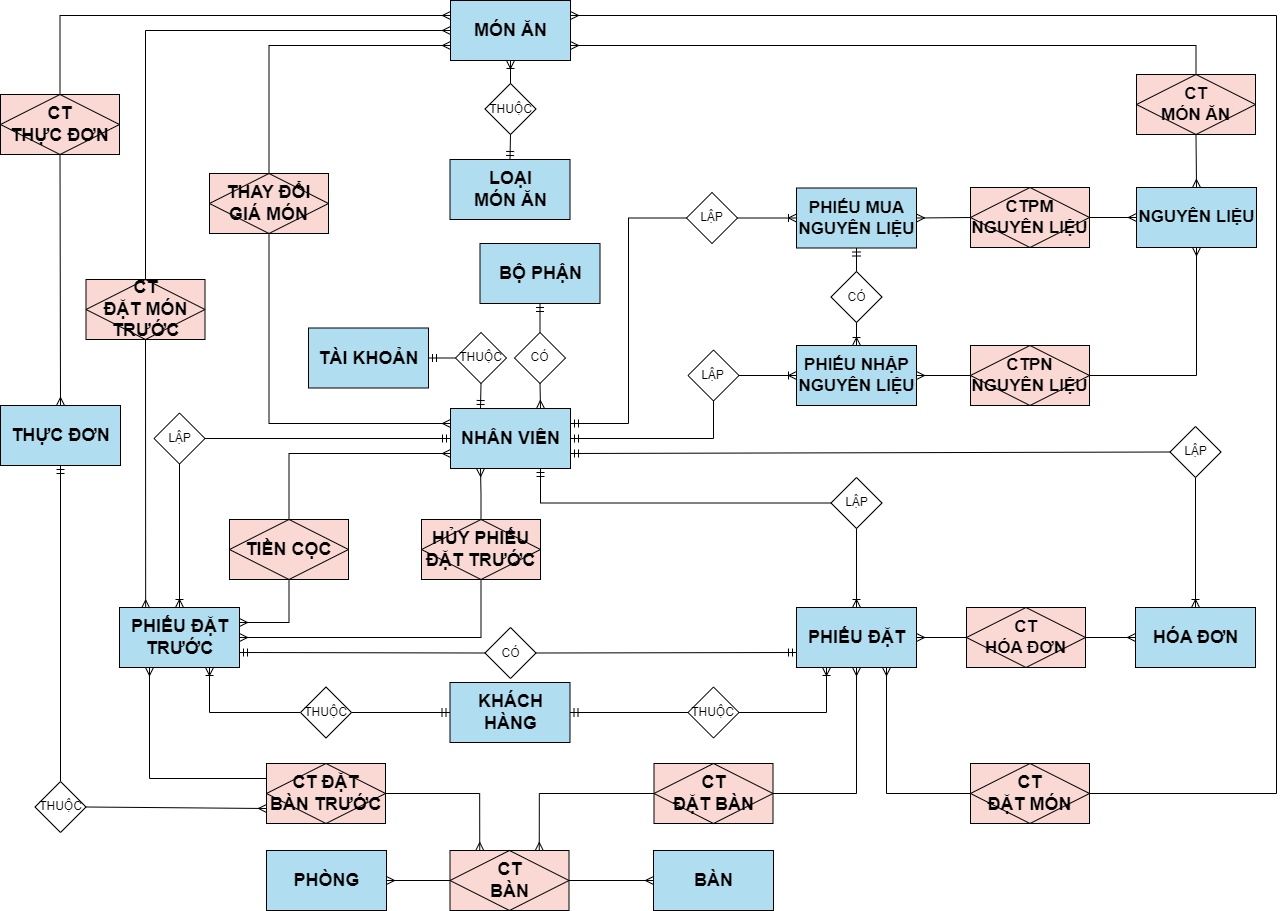 MÓN ĂN
CT
THỰC ĐƠN
THUỘC
CT
MÓN ĂN
LOẠI
MÓN ĂN
THAY ĐỔI
GIÁ MÓN
LẬP
PHIẾU MUA
NGUYÊN LIỆU
CTPM
NGUYÊN LIỆU
NGUYÊN LIỆU
BỘ PHẬN
CÓ
CT
ĐẶT MÓN
TRƯỚC
TÀI KHOẢN
THUỘC
CÓ
LẬP
PHIẾU NHẬP
NGUYÊN LIỆU
CTPN
NGUYÊN LIỆU
THỰC ĐƠN
LẬP
NHÂN VIÊN
LẬP
LẬP
TIỀN CỌC
HỦY PHIẾU
ĐẶT TRƯỚC
PHIẾU ĐẶT
TRƯỚC
CÓ
PHIẾU ĐẶT
CT
HÓA ĐƠN
HÓA ĐƠN
THUỘC
KHÁCH
HÀNG
THUỘC
THUỘC
CT ĐẶT
BÀN TRƯỚC
CT
ĐẶT BÀN
CT
ĐẶT MÓN
PHÒNG
CT
BÀN
BÀN